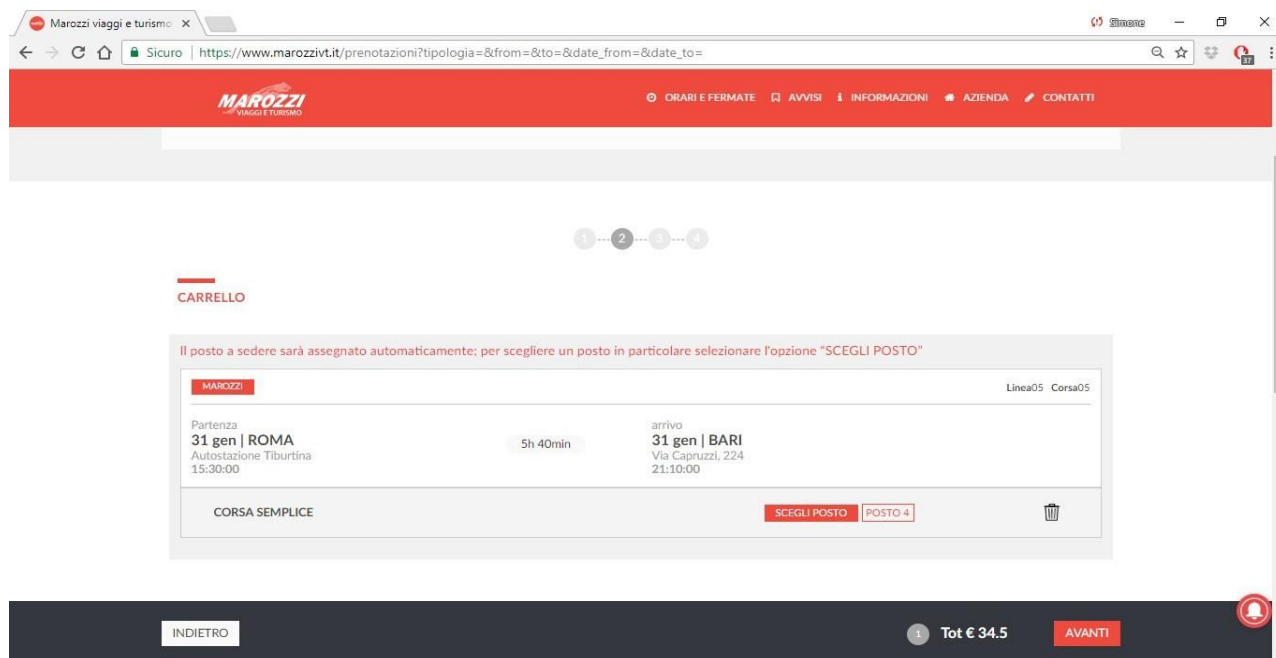 Marozzi viaggi e turismo
Simone
Sicuro | https://www.marozzivt.it/prenotazioni?tipologia=&from=&to=&date_from=&date_to=
37
MAROZZI
VIAGGI E TURISMO
ORARI E FERMATE AVVISI INFORMAZIONI AZIENDA CONTATTI
1 --- 2 --- 3 --- 4
CARRELLO
Il posto a sedere sarà assegnato automaticamente; per scegliere un posto in particolare selezionare l'opzione "SCEGLI POSTO"
MAROZZI Linea05 Corsa05
Partenza
31 gen | ROMA
Autostazione Tiburtina
15:30:00
5h 40min
arrivo
31 gen | BARI
Via Capruzzi, 224
21:10:00
CORSA SEMPLICE SCEGLI POSTO POSTO 4
INDIETRO 1 Tot € 34.5 AVANTI